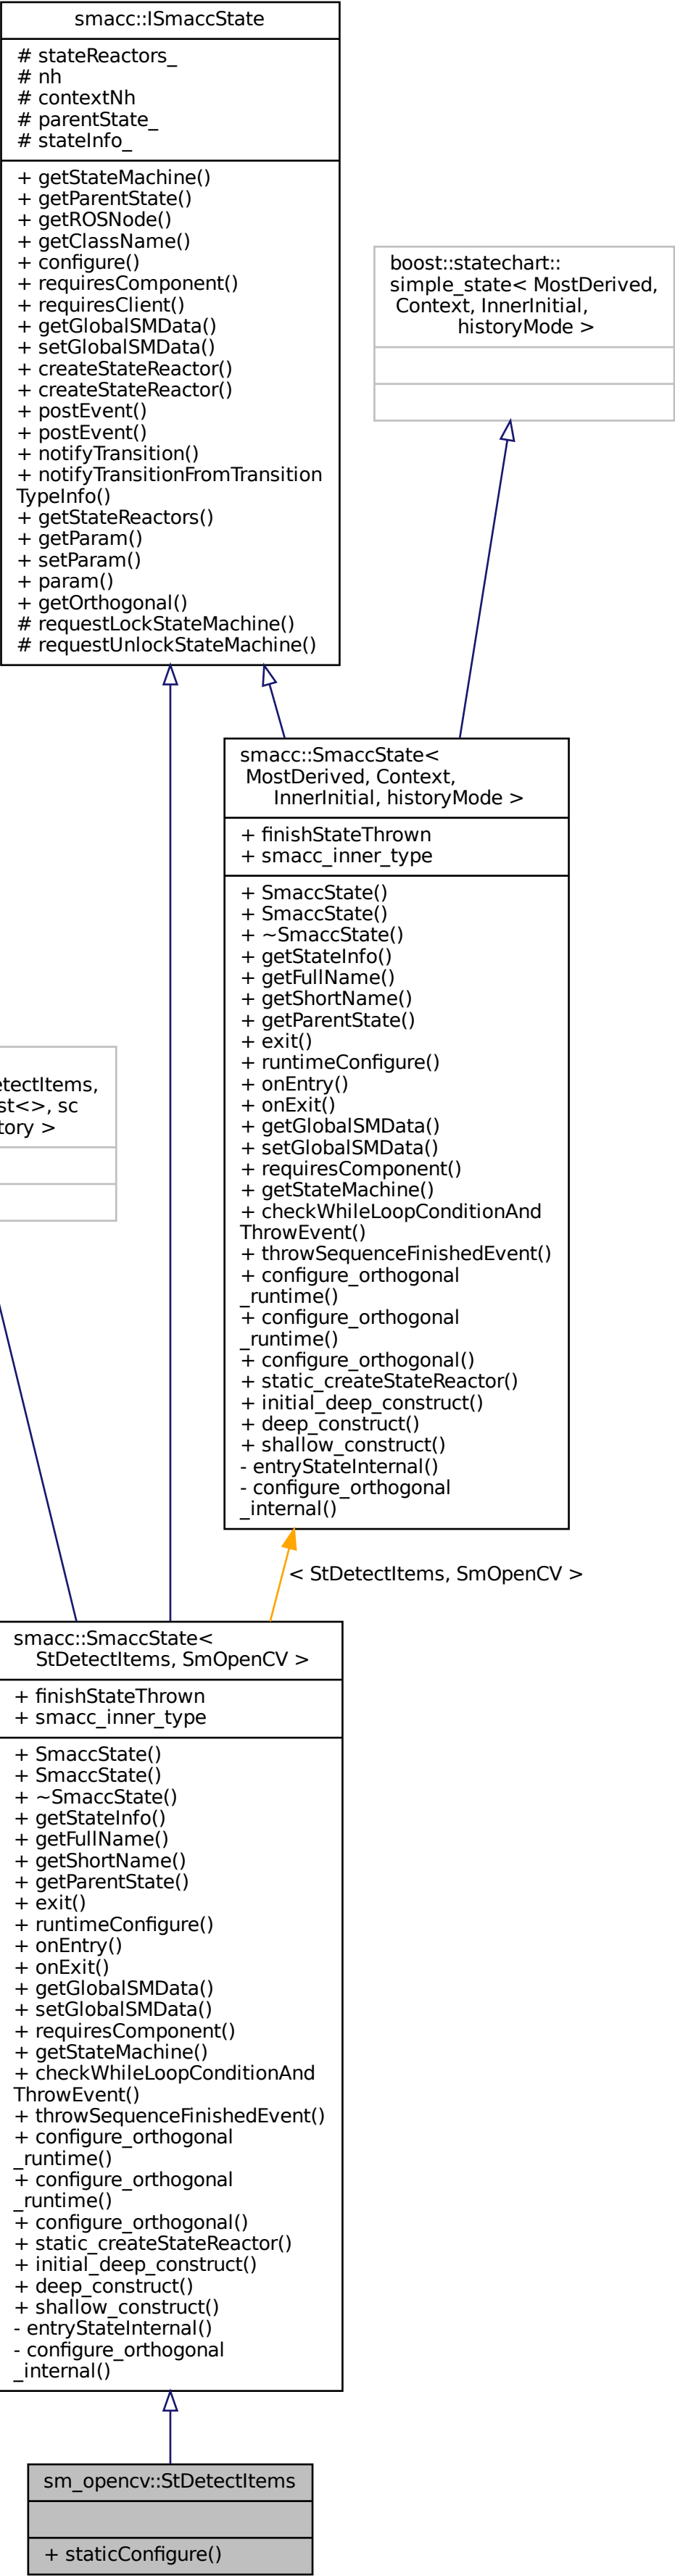 smacc::ISmaccState
# stateReactors_
# nh
# contextNh
# parentState_
# stateInfo_
+ getStateMachine()
+ getParentState()
+ getROSNode()
+ getClassName()
+ configure()
+ requiresComponent()
+ requiresClient()
+ getGlobalSMData()
+ setGlobalSMData()
+ createStateReactor()
+ createStateReactor()
+ postEvent()
+ postEvent()
+ notifyTransition()
+ notifyTransitionFromTransition
TypeInfo()
+ getStateReactors()
+ getParam()
+ setParam()
+ param()
+ getOrthogonal()
# requestLockStateMachine()
# requestUnlockStateMachine()
boost::statechart::
simple_state< MostDerived,
Context, InnerInitial,
historyMode >
smacc::SmaccState<
MostDerived, Context,
InnerInitial, historyMode >
+ finishStateThrown
+ smacc_inner_type
+ SmaccState()
+ SmaccState()
+ ~SmaccState()
+ getStateInfo()
+ getFullName()
+ getShortName()
+ getParentState()
+ exit()
+ runtimeConfigure()
+ onEntry()
+ onExit()
+ getGlobalSMData()
+ setGlobalSMData()
+ requiresComponent()
+ getStateMachine()
+ checkWhileLoopConditionAnd
ThrowEvent()
+ throwSequenceFinishedEvent()
+ configure_orthogonal
_runtime()
+ configure_orthogonal
_runtime()
+ configure_orthogonal()
+ static_createStateReactor()
+ initial_deep_construct()
+ deep_construct()
+ shallow_construct()
- entryStateInternal()
- configure_orthogonal
_internal()
etectItems,
st<>, sc
tory >
< StDetectItems, SmOpenCV >
smacc::SmaccState<
StDetectItems, SmOpenCV >
+ finishStateThrown
+ smacc_inner_type
+ SmaccState()
+ SmaccState()
+ ~SmaccState()
+ getStateInfo()
+ getFullName()
+ getShortName()
+ getParentState()
+ exit()
+ runtimeConfigure()
+ onEntry()
+ onExit()
+ getGlobalSMData()
+ setGlobalSMData()
+ requiresComponent()
+ getStateMachine()
+ checkWhileLoopConditionAnd
ThrowEvent()
+ throwSequenceFinishedEvent()
+ configure_orthogonal
_runtime()
+ configure_orthogonal
_runtime()
+ configure_orthogonal()
+ static_createStateReactor()
+ initial_deep_construct()
+ deep_construct()
+ shallow_construct()
- entryStateInternal()
- configure_orthogonal
_internal()
sm_opencv::StDetectItems
+ staticConfigure()